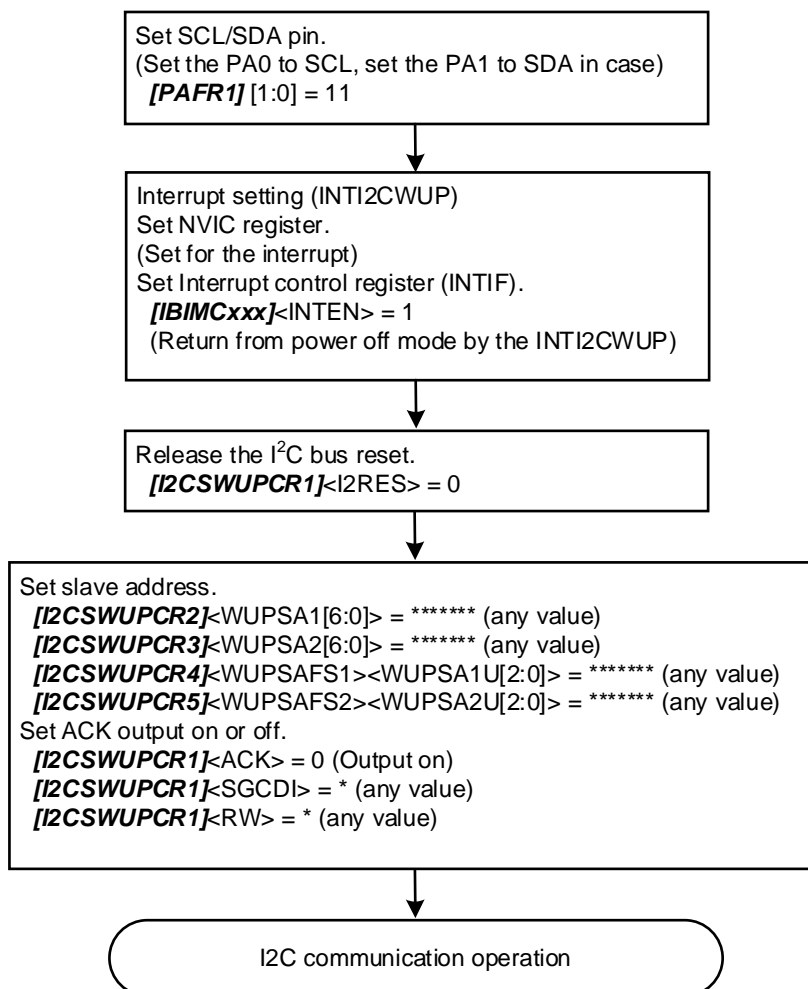 Set SCL/SDA pin.
(Set the PA0 to SCL, set the PA1 to SDA in case)
[PAFR1] [1:0] = 11
Interrupt setting (INTI2CWUP)
Set NVIC register.
(Set for the interrupt)
Set Interrupt control register (INTIF).
[IBIMCxxx]<INTEN> = 1
(Return from power off mode by the INTI2CWUP)
Release the I²C bus reset.
[I2CSWUPCR1]<I2RES> = 0
Set slave address.
[I2CSWUPCR2]<WUPSA1[6:0]> = ******* (any value)
[I2CSWUPCR3]<WUPSA2[6:0]> = ******* (any value)
[I2CSWUPCR4]<WUPSAFS1><WUPSA1U[2:0]> = ******* (any value)
[I2CSWUPCR5]<WUPSAFS2><WUPSA2U[2:0]> = ******* (any value)
Set ACK output on or off.
[I2CSWUPCR1]<ACK> = 0 (Output on)
[I2CSWUPCR1]<SGCDI> = * (any value)
[I2CSWUPCR1]<RW> = * (any value)
I2C communication operation